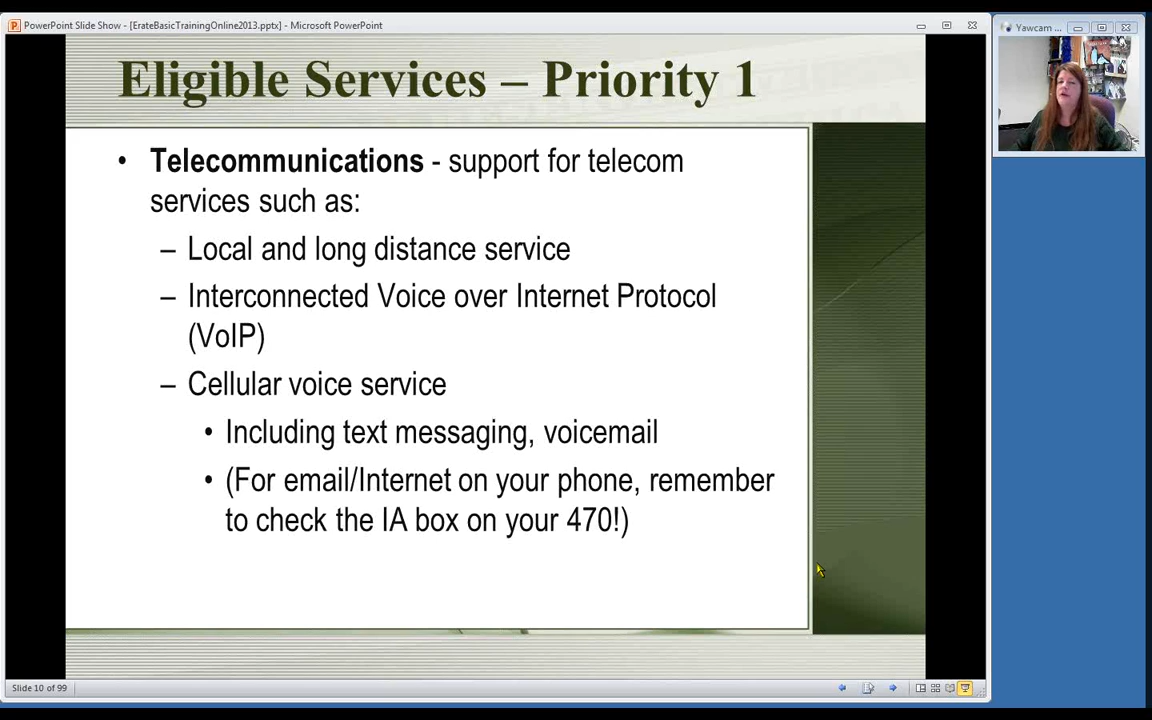 PowerPoint Slide Show - [ErateBasicTrainingOnline2013.pptx] - Microsoft PowerPoint
Yawcam ...
Eligible Services – Priority 1
• Telecommunications - support for telecom
services such as:
– Local and long distance service
– Interconnected Voice over Internet Protocol
(VoIP)
– Cellular voice service
• Including text messaging, voicemail
• (For email/Internet on your phone, remember
to check the IA box on your 470!)
Slide 10 of 99